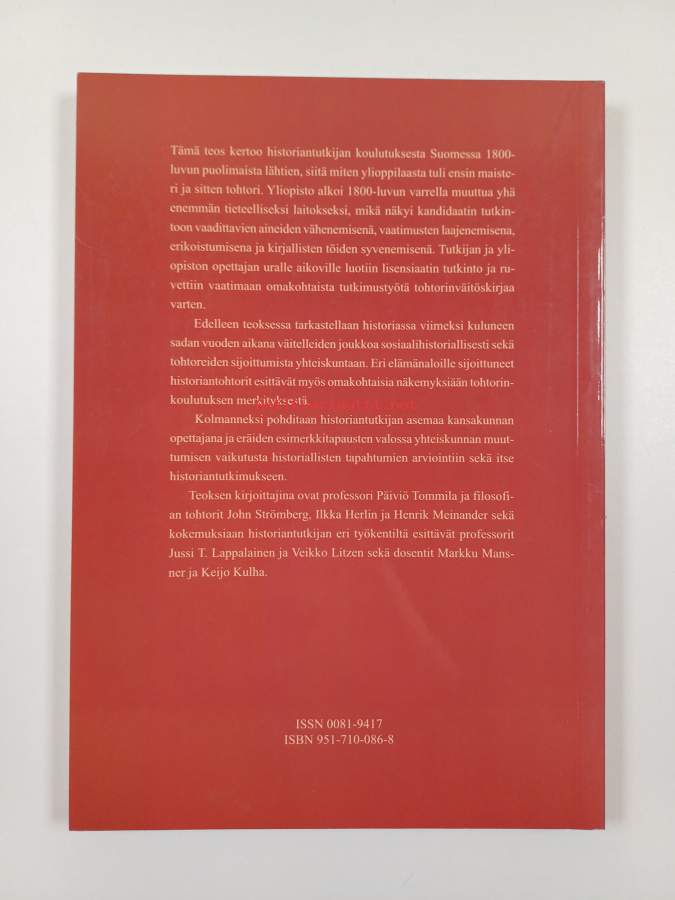 Tämä teos kertoo historiantutkijan koulutuksesta Suomessa 1800-
luvun puolimaista lähtien, siitä miten ylioppilaasta tuli ensin maiste-
ri ja sitten tohtori. Yliopisto alkoi 1800-luvun varrella muuttua yhä
enemmän tieteelliseksi laitokseksi, mikä näkyi kandidaatin tutkin-
toon vaadittavien aineiden vähenemisenä, vaatimusten laajenemisena,
erikoistumisena ja kirjallisten töiden syvenemisenä. Tutkijan ja yli-
opiston opettajan uralle aikoville luotiin lisensiaatin tutkinto ja ru-
vettiin vaatimaan omakohtaista tutkimustyötä tohtorinväitöskirjaa
varten.
Edelleen teoksessa tarkastellaan historiassa viimeksi kuluneen
sadan vuoden aikana väitelleiden joukkoa sosiaalihistoriallisesti sekä
tohtoreiden sijoittumista yhteiskuntaan. Eri elämänaloille sijoittuneet
historiantohtorit esittävät myös omakohtaisia näkemyksiään tohtorin-
koulutuksen merkityksestä.
Kolmanneksi pohditaan historiantutkijan asemaa kansakunnan
opettajana ja eräiden esimerkkitapausten valossa yhteiskunnan muut-
tumisen vaikutusta historiallisten tapahtumien arviointiin sekä itse
historiantutkimukseen.
Teoksen kirjoittajina ovat professori Päiviö Tommila ja filosofi-
an tohtorit John Strömberg, Ilkka Herlin ja Henrik Meinander sekä
kokemuksiaan historiantutkijan eri työkentiltä esittävät professorit
Jussi T. Lappalainen ja Veikko Litzen sekä dosentit Markku Mans-
ner ja Keijo Kulha.
ISSN 0081-9417
ISBN 951-710-086-8